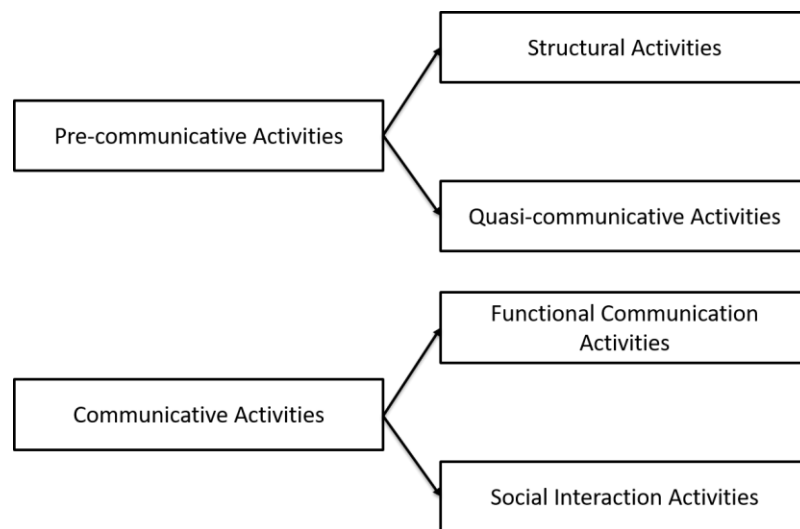 Structural Activities
Pre-communicative Activities
Quasi-communicative Activities
Functional Communication
Activities
Communicative Activities
Social Interaction Activities